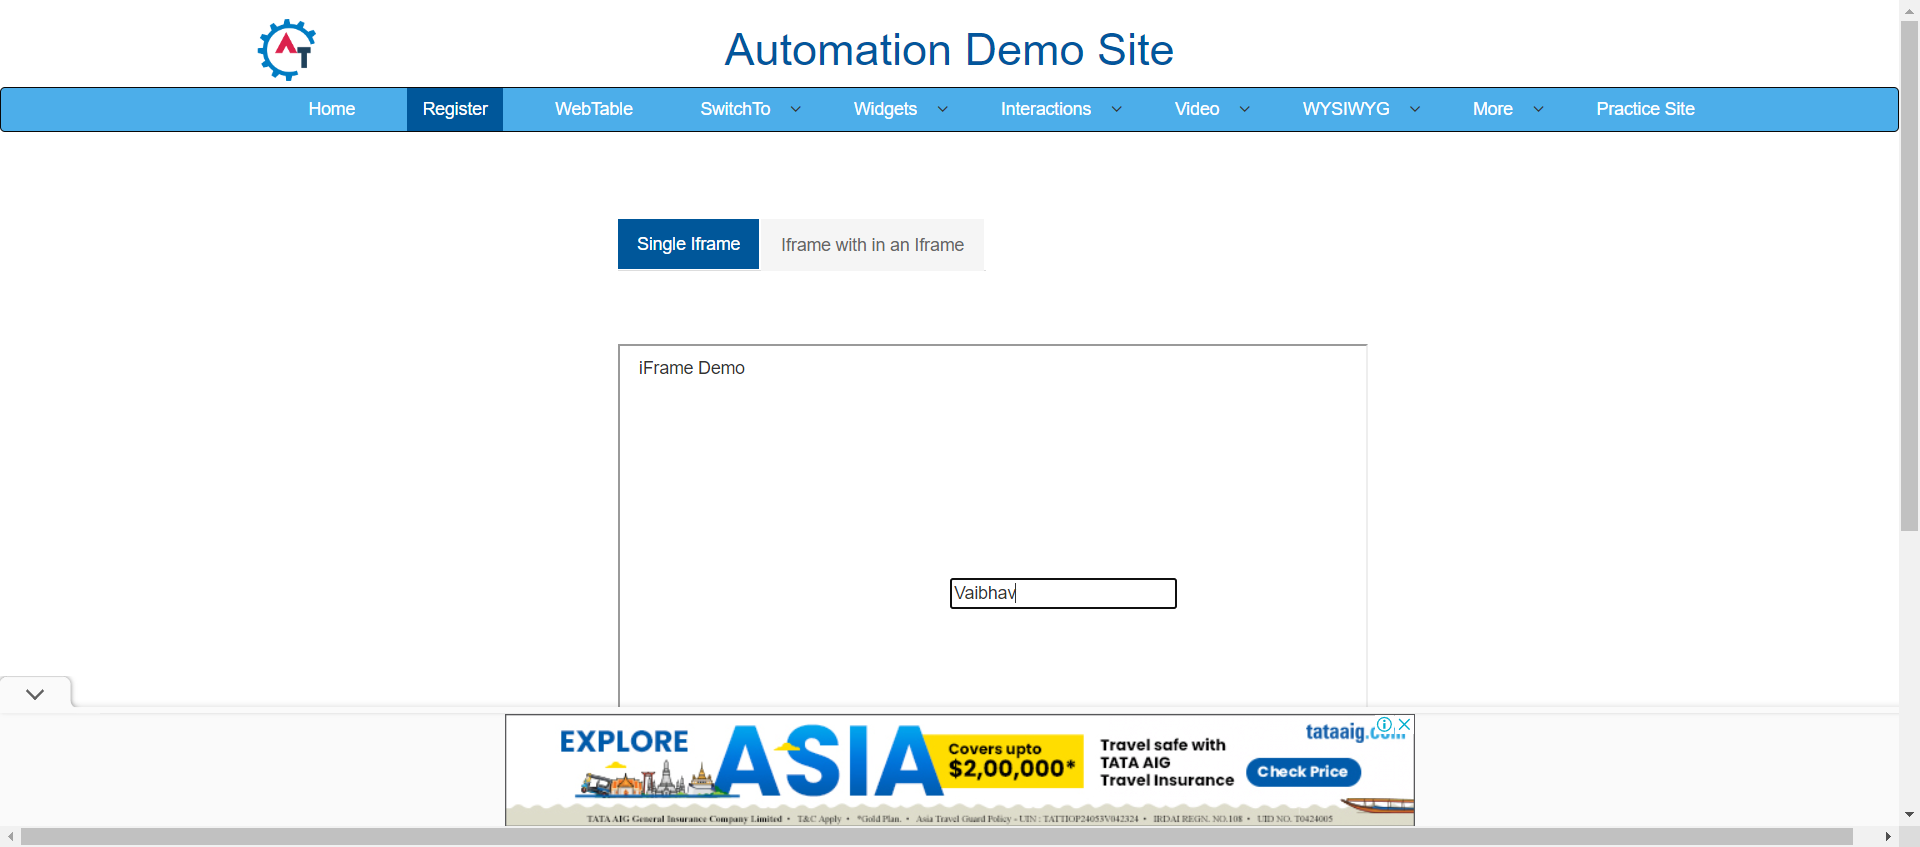 AT
Automation Demo Site
Home Register WebTable SwitchTo Widgets Interactions Video WYSIWYG More Practice Site
Single Iframe Iframe with in an Iframe
iFrame Demo
Vaibhav
EXPLORE ASIA
Covers upto
$2,00,000*
Travel safe with
TATA AIG
Travel Insurance
tataaig.com
Check Price
TATA AIG General Insurance Company Limited • T&C Apply • *Gold Plan. • Asia Travel Guard Policy - UIN : TATTIOP24053V042324 • IRDAI REGN. NO.108 • UID NO. T0424005